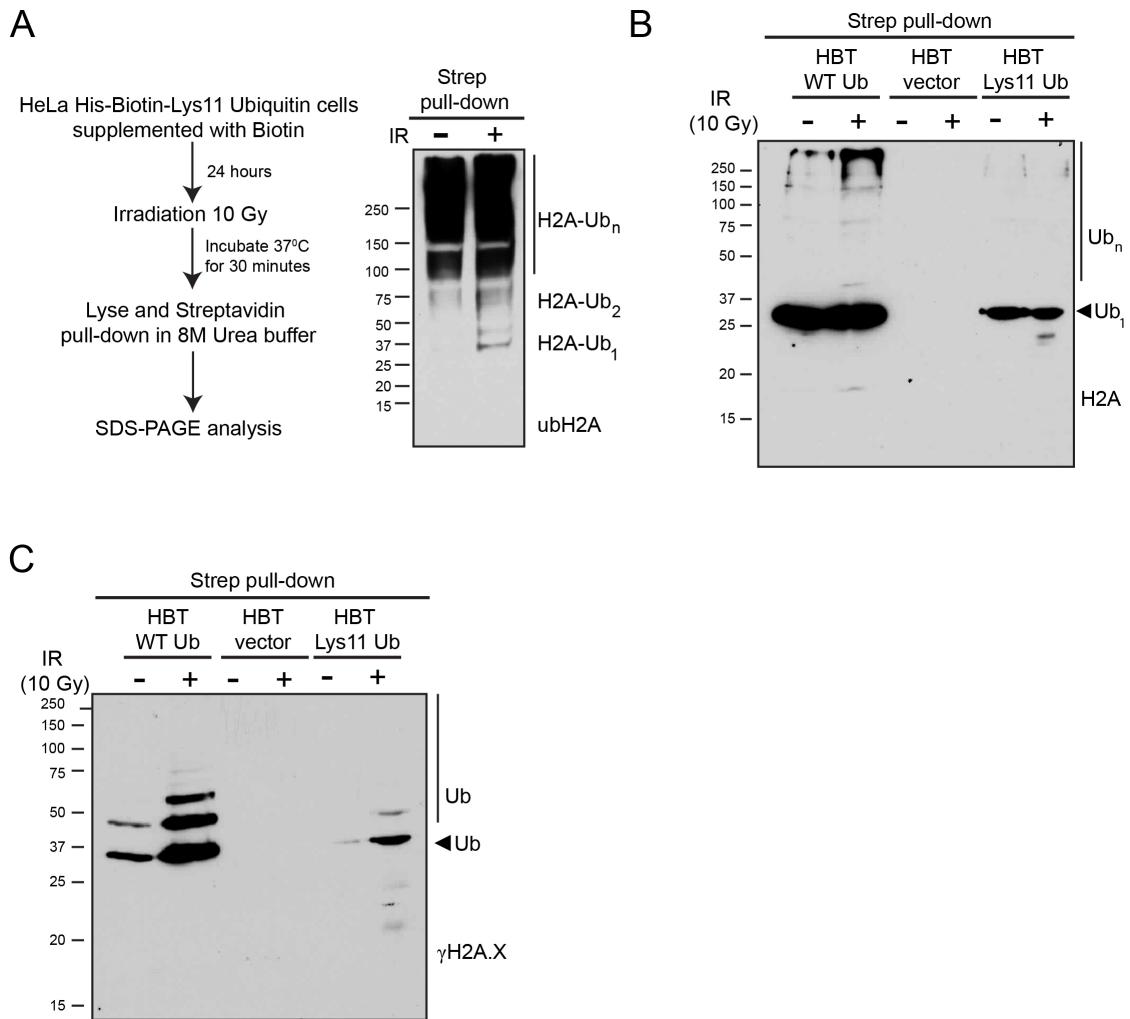 A
HeLa His-Biotin-Lys11 Ubiquitin cells
supplemented with Biotin
24 hours
Irradiation 10 Gy
Incubate 37⁰C
for 30 minutes
Lyse and Streptavidin
pull-down in 8M Urea buffer
SDS-PAGE analysis
Strep
pull-down
IR - +
250
150
100
75
50
37
25
20
15
H2A-Ubn
H2A-Ub2
H2A-Ub1
ubH2A
B
Strep pull-down
HBT HBT HBT
WT Ub vector Lys11 Ub
IR
(10 Gy) - + - + - +
250
150
100
75
50
37
25
20
15
Ubn
Ub1
H2A
C
Strep pull-down
HBT HBT HBT
WT Ub vector Lys11 Ub
IR
(10 Gy) - + - + - +
250
150
100
75
50
37
25
20
15
Ub
Ub
γH2A.X